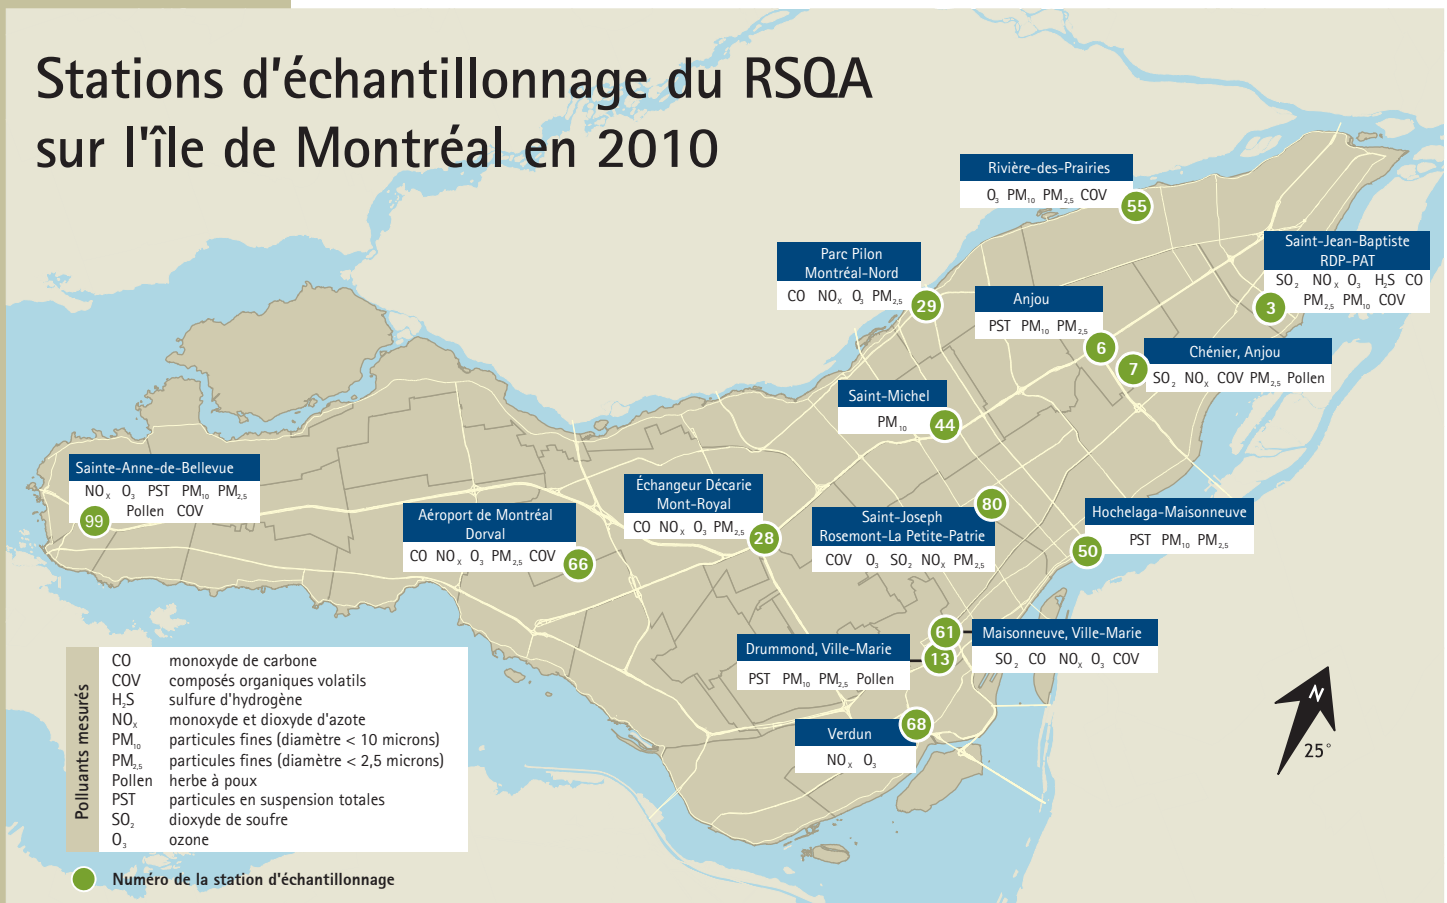 Stations d'échantillonnage du RSQA
sur l'île de Montréal en 2010
Rivière-des-Prairies
O₃ PM₁₀ PM₂,₅ COV
55
Saint-Jean-Baptiste
RDP-PAT
SO₂ NOₓ O₃ H₂S CO
PM₂,₅ PM₁₀ COV
3
Parc Pilon
Montréal-Nord
CO NOₓ O₃ PM₂,₅
29
Anjou
PST PM₁₀ PM₂,₅
6
Chénier, Anjou
SO₂ NOₓ COV PM₂,₅ Pollen
7
Saint-Michel
PM₁₀
44
Sainte-Anne-de-Bellevue
NOₓ O₃ PST PM₁₀ PM₂,₅
Pollen COV
99
Aéroport de Montréal
Dorval
CO NOₓ O₃ PM₂,₅ COV
66
Échangeur Décarie
Mont-Royal
CO NOₓ O₃ PM₂,₅
28
Saint-Joseph
Rosemont-La Petite-Patrie
COV O₃ SO₂ NOₓ PM₂,₅
80
Hochelaga-Maisonneuve
PST PM₁₀ PM₂,₅
50
Maisonneuve, Ville-Marie
SO₂ CO NOₓ O₃ COV
61
Drummond, Ville-Marie
PST PM₁₀ PM₂,₅ Pollen
13
Verdun
NOₓ O₃
68
N
25°
Polluants mesurés
CO monoxyde de carbone
COV composés organiques volatils
H₂S sulfure d'hydrogène
NOₓ monoxyde et dioxyde d'azote
PM₁₀ particules fines (diamètre < 10 microns)
PM₂,₅ particules fines (diamètre < 2,5 microns)
Pollen herbe à poux
PST particules en suspension totales
SO₂ dioxyde de soufre
O₃ ozone
Numéro de la station d'échantillonnage